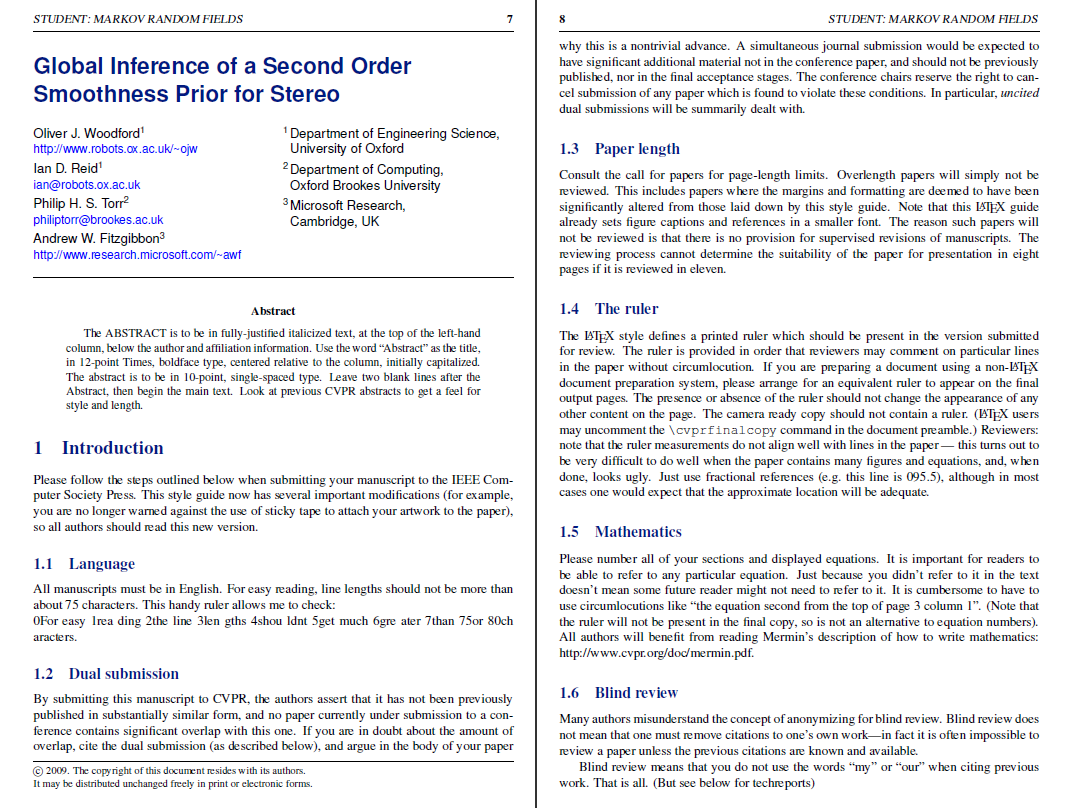 STUDENT: MARKOV RANDOM FIELDS 7
Global Inference of a Second Order
Smoothness Prior for Stereo
Oliver J. Woodford1
http://www.robots.ox.ac.uk/~ojw
Ian D. Reid1
ian@robots.ox.ac.uk
Philip H. S. Torr2
philiptorr@brookes.ac.uk
Andrew W. Fitzgibbon3
http://www.research.microsoft.com/~awf
1 Department of Engineering Science,
University of Oxford
2 Department of Computing,
Oxford Brookes University
3 Microsoft Research,
Cambridge, UK
Abstract
The ABSTRACT is to be in fully-justified italicized text, at the top of the left-hand
column, below the author and affiliation information. Use the word “Abstract” as the title,
in 12-point Times, boldface type, centered relative to the column, initially capitalized.
The abstract is to be in 10-point, single-spaced type. Leave two blank lines after the
Abstract, then begin the main text. Look at previous CVPR abstracts to get a feel for
style and length.
1 Introduction
Please follow the steps outlined below when submitting your manuscript to the IEEE Com-
puter Society Press. This style guide now has several important modifications (for example,
you are no longer warned against the use of sticky tape to attach your artwork to the paper),
so all authors should read this new version.
1.1 Language
All manuscripts must be in English. For easy reading, line lengths should not be more than
about 75 characters. This handy ruler allows me to check:
0For easy 1rea ding 2the line 3len gths 4shou ldnt 5get much 6gre ater 7than 75or 80ch
aracters.
1.2 Dual submission
By submitting this manuscript to CVPR, the authors assert that it has not been previously
published in substantially similar form, and no paper currently under submission to a con-
ference contains significant overlap with this one. If you are in doubt about the amount of
overlap, cite the dual submission (as described below), and argue in the body of your paper
© 2009. The copyright of this document resides with its authors.
It may be distributed unchanged freely in print or electronic forms.
8 STUDENT: MARKOV RANDOM FIELDS
why this is a nontrivial advance. A simultaneous journal submission would be expected to
have significant additional material not in the conference paper, and should not be previously
published, nor in the final acceptance stages. The conference chairs reserve the right to can-
cel submission of any paper which is found to violate these conditions. In particular, uncited
dual submissions will be summarily dealt with.
1.3 Paper length
Consult the call for papers for page-length limits. Overlength papers will simply not be
reviewed. This includes papers where the margins and formatting are deemed to have been
significantly altered from those laid down by this style guide. Note that this LATEX guide
already sets figure captions and references in a smaller font. The reason such papers will
not be reviewed is that there is no provision for supervised revisions of manuscripts. The
reviewing process cannot determine the suitability of the paper for presentation in eight
pages if it is reviewed in eleven.
1.4 The ruler
The LATEX style defines a printed ruler which should be present in the version submitted
for review. The ruler is provided in order that reviewers may comment on particular lines
in the paper without circumlocution. If you are preparing a document using a non-LATEX
document preparation system, please arrange for an equivalent ruler to appear on the final
output pages. The presence or absence of the ruler should not change the appearance of any
other content on the page. The camera ready copy should not contain a ruler. (LATEX users
may uncomment the \cvprfinalcopy command in the document preamble.) Reviewers:
note that the ruler measurements do not align well with lines in the paper — this turns out to
be very difficult to do well when the paper contains many figures and equations, and, when
done, looks ugly. Just use fractional references (e.g. this line is 095.5), although in most
cases one would expect that the approximate location will be adequate.
1.5 Mathematics
Please number all of your sections and displayed equations. It is important for readers to
be able to refer to any particular equation. Just because you didn’t refer to it in the text
doesn’t mean some future reader might not need to refer to it. It is cumbersome to have to
use circumlocutions like “the equation second from the top of page 3 column 1”. (Note that
the ruler will not be present in the final copy, so is not an alternative to equation numbers).
All authors will benefit from reading Mermin’s description of how to write mathematics:
http://www.cvpr.org/doc/mermin.pdf.
1.6 Blind review
Many authors misunderstand the concept of anonymizing for blind review. Blind review does
not mean that one must remove citations to one’s own work—in fact it is often impossible to
review a paper unless the previous citations are known and available.
Blind review means that you do not use the words “my” or “our” when citing previous
work. That is all. (But see below for techreports)